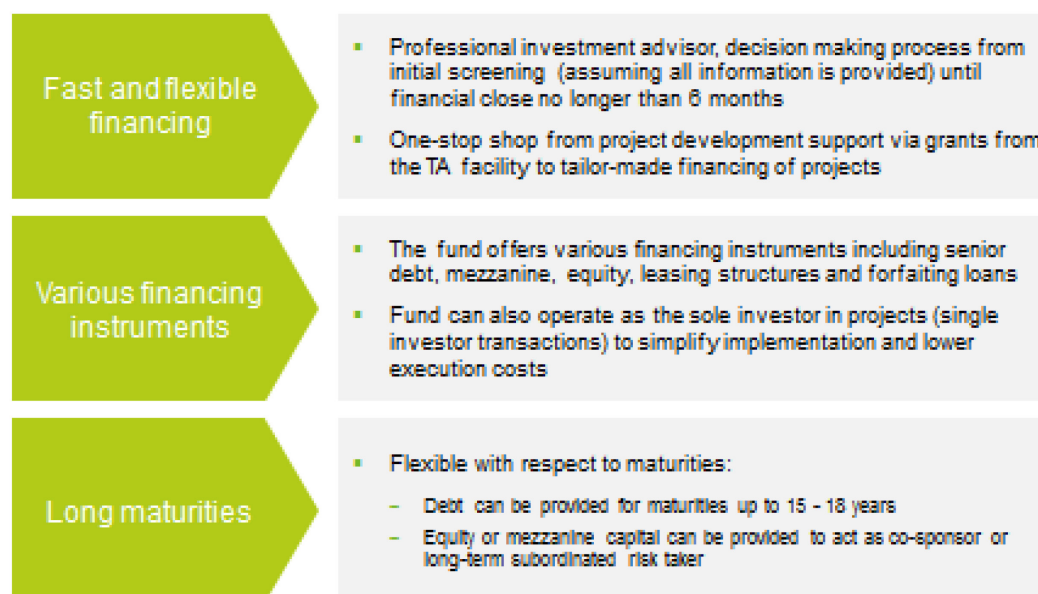 Fast and flexible
financing
▪ Professional investment advisor, decision making process from
initial screening (assuming all information is provided) until
financial close no longer than 6 months
▪ One-stop shop from project development support via grants from
the TA facility to tailor-made financing of projects
Various financing
instruments
▪ The fund offers various financing instruments including senior
debt, mezzanine, equity, leasing structures and forfaiting loans
▪ Fund can also operate as the sole investor in projects (single
investor transactions) to simplify implementation and lower
execution costs
Long maturities
▪ Flexible with respect to maturities:
– Debt can be provided for maturities up to 15 - 18 years
– Equity or mezzanine capital can be provided to act as co-sponsor or
long-term subordinated risk taker